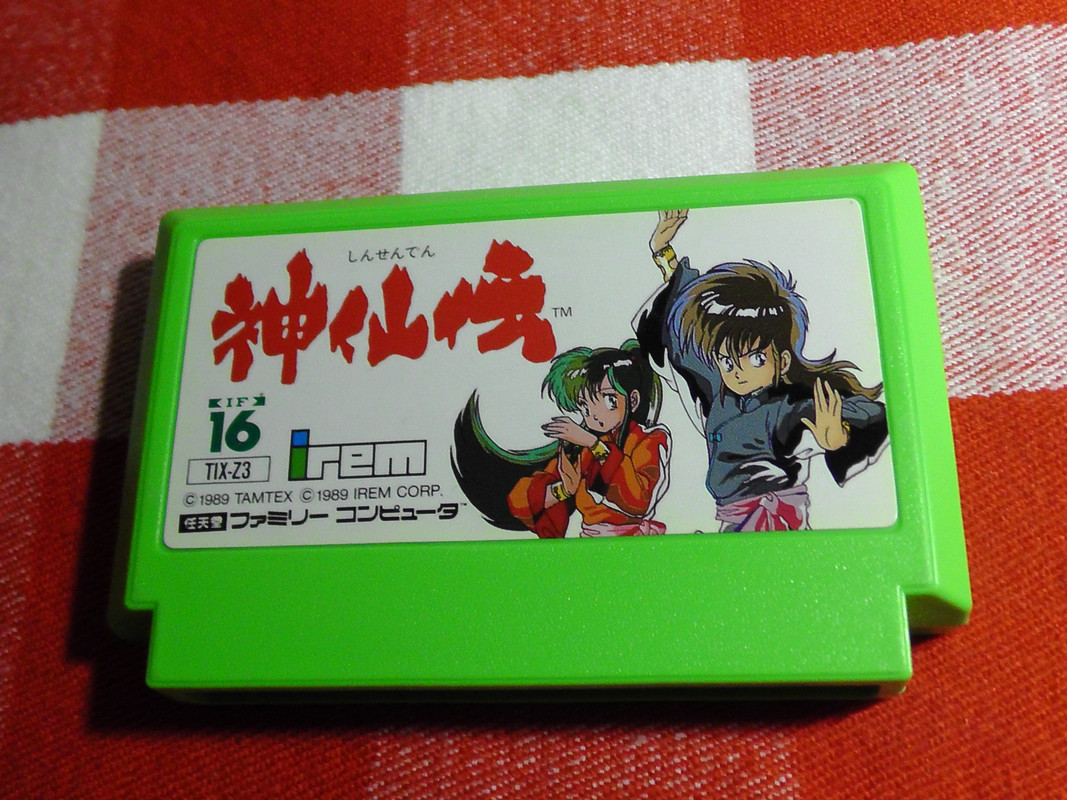 しんせんでん
神仙伝™
IF
16
TIX-Z3
irem
©1989 TAMTEX ©1989 IREM CORP.
任天堂 ファミリー コンピュータ™